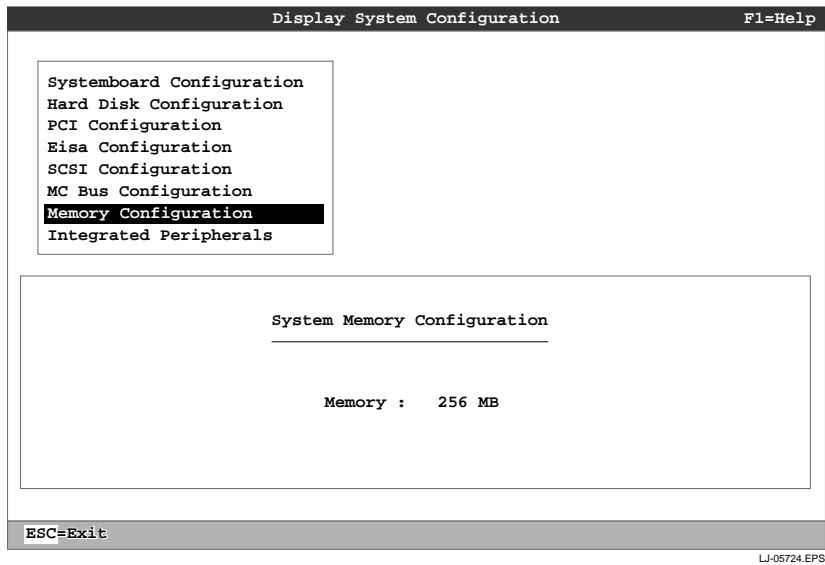 Display System Configuration F1=Help
Systemboard Configuration
Hard Disk Configuration
PCI Configuration
Eisa Configuration
SCSI Configuration
MC Bus Configuration
Memory Configuration
Integrated Peripherals
System Memory Configuration
Memory : 256 MB
ESC=Exit
LJ-05724.EPS